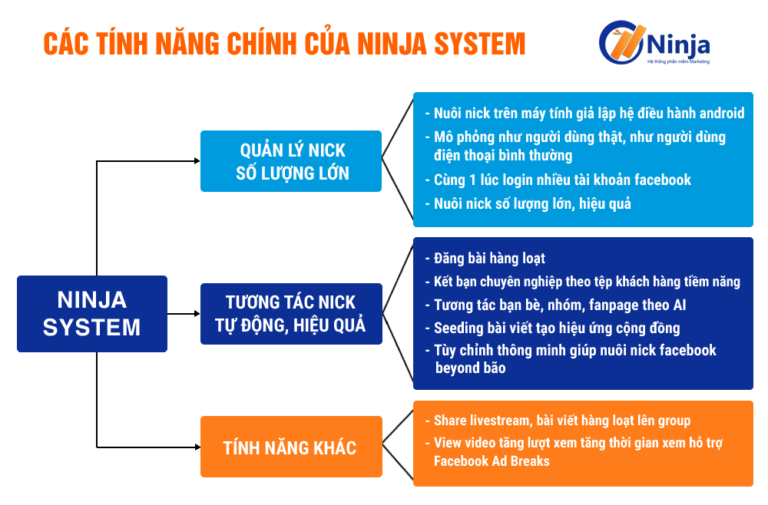 CÁC TÍNH NĂNG CHÍNH CỦA NINJA SYSTEM
Ninja
Hệ thống phần mềm Marketing
NINJA
SYSTEM
QUẢN LÝ NICK
SỐ LƯỢNG LỚN
- Nuôi nick trên máy tính giả lập hệ điều hành android
- Mô phỏng như người dùng thật, như người dùng
điện thoại bình thường
- Cùng 1 lúc login nhiều tài khoản facebook
- Nuôi nick số lượng lớn, hiệu quả
TƯƠNG TÁC NICK
TỰ ĐỘNG, HIỆU QUẢ
- Đăng bài hàng loạt
- Kết bạn chuyên nghiệp theo tệp khách hàng tiềm năng
- Tương tác bạn bè, nhóm, fanpage theo AI
- Seeding bài viết tạo hiệu ứng cộng đồng
- Tùy chỉnh thông minh giúp nuôi nick facebook
beyond bão
TÍNH NĂNG KHÁC
- Share livestream, bài viết hàng loạt lên group
- View video tăng lượt xem tăng thời gian xem hỗ trợ
Facebook Ad Breaks